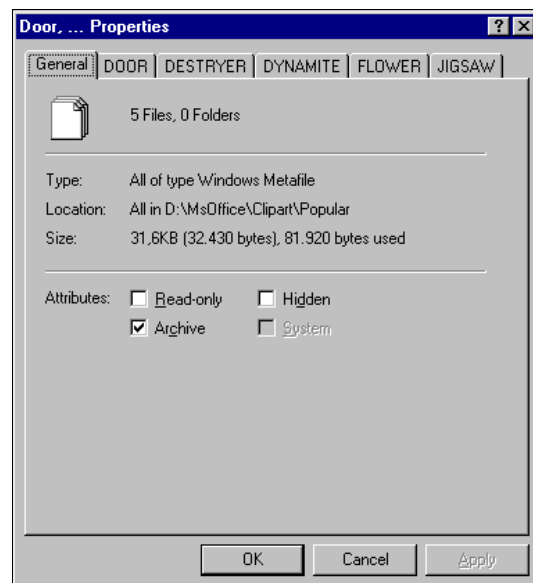 Door, ... Properties
General DOOR DESTRYER DYNAMITE FLOWER JIGSAW
5 Files, 0 Folders
Type: All of type Windows Metafile
Location: All in D:\MsOffice\Clipart\Popular
Size: 31,6KB (32.430 bytes), 81.920 bytes used
Attributes: Read-only Hidden
Archive System
OK Cancel Apply